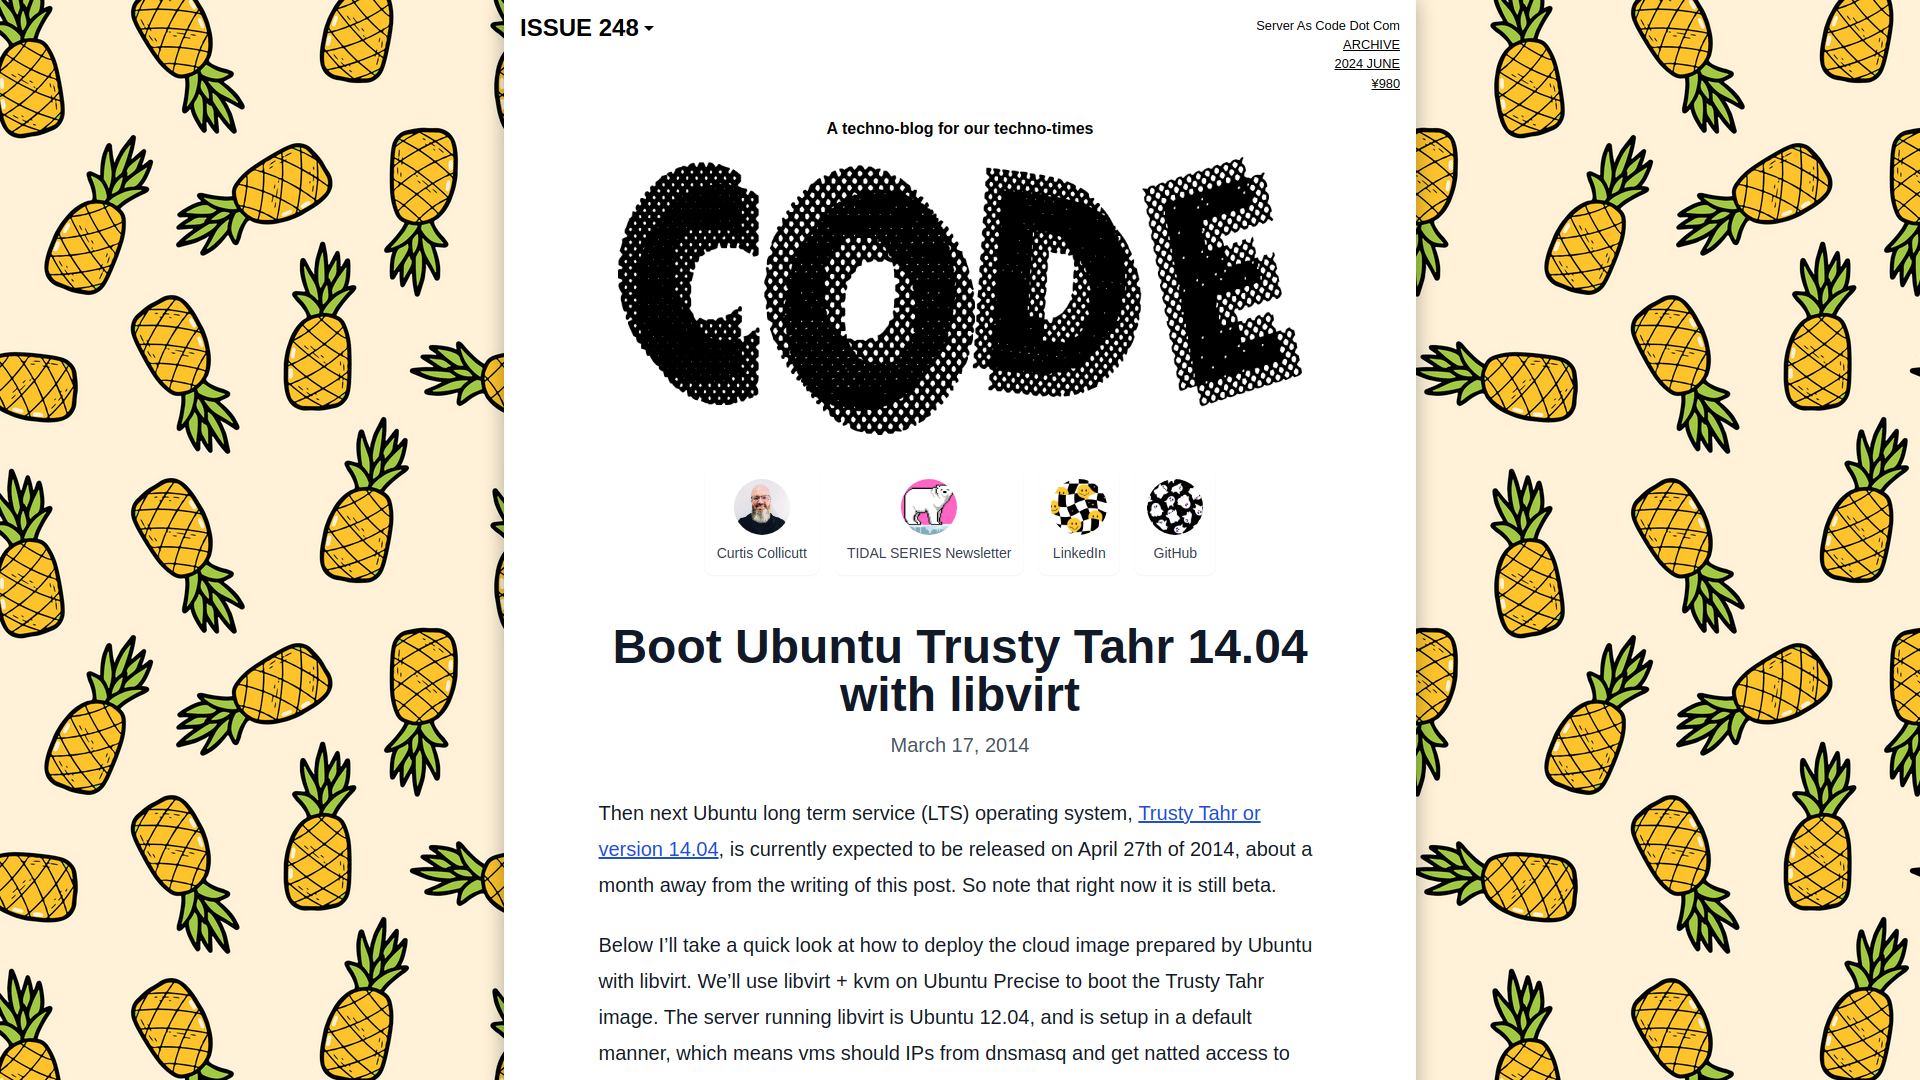 ISSUE 248
Server As Code Dot Com
ARCHIVE
2024 JUNE
¥980
A techno-blog for our techno-times
CODE
Curtis Collicutt
TIDAL SERIES Newsletter
LinkedIn
GitHub
Boot Ubuntu Trusty Tahr 14.04
with libvirt
March 17, 2014
Then next Ubuntu long term service (LTS) operating system, Trusty Tahr or
version 14.04, is currently expected to be released on April 27th of 2014, about a
month away from the writing of this post. So note that right now it is still beta.
Below I’ll take a quick look at how to deploy the cloud image prepared by Ubuntu
with libvirt. We’ll use libvirt + kvm on Ubuntu Precise to boot the Trusty Tahr
image. The server running libvirt is Ubuntu 12.04, and is setup in a default
manner, which means vms should IPs from dnsmasq and get natted access to